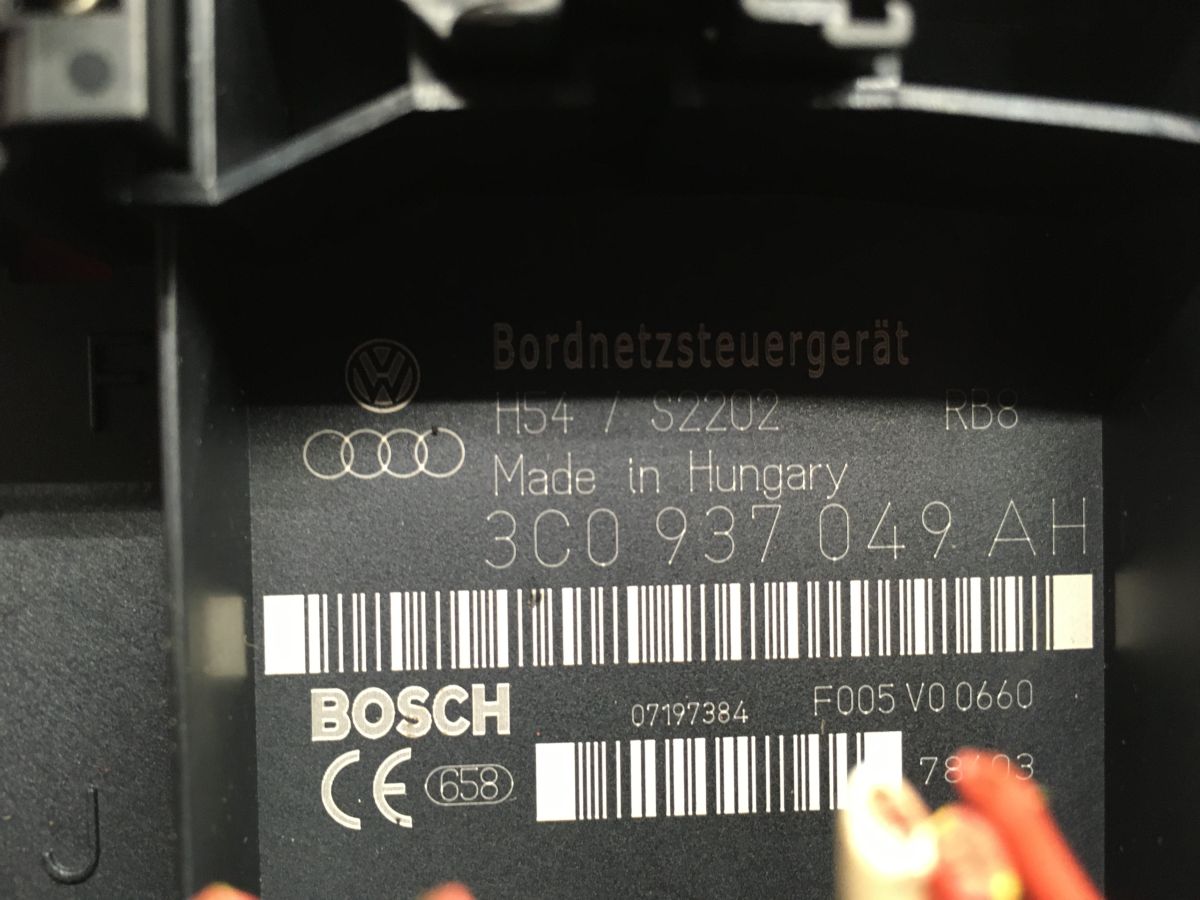 Bordnetzsteuergerät
H54 / S2202 RB8
Made in Hungary
3C0 937 049 AH
BOSCH
07197384 F005 V0 0660
CE 658
J